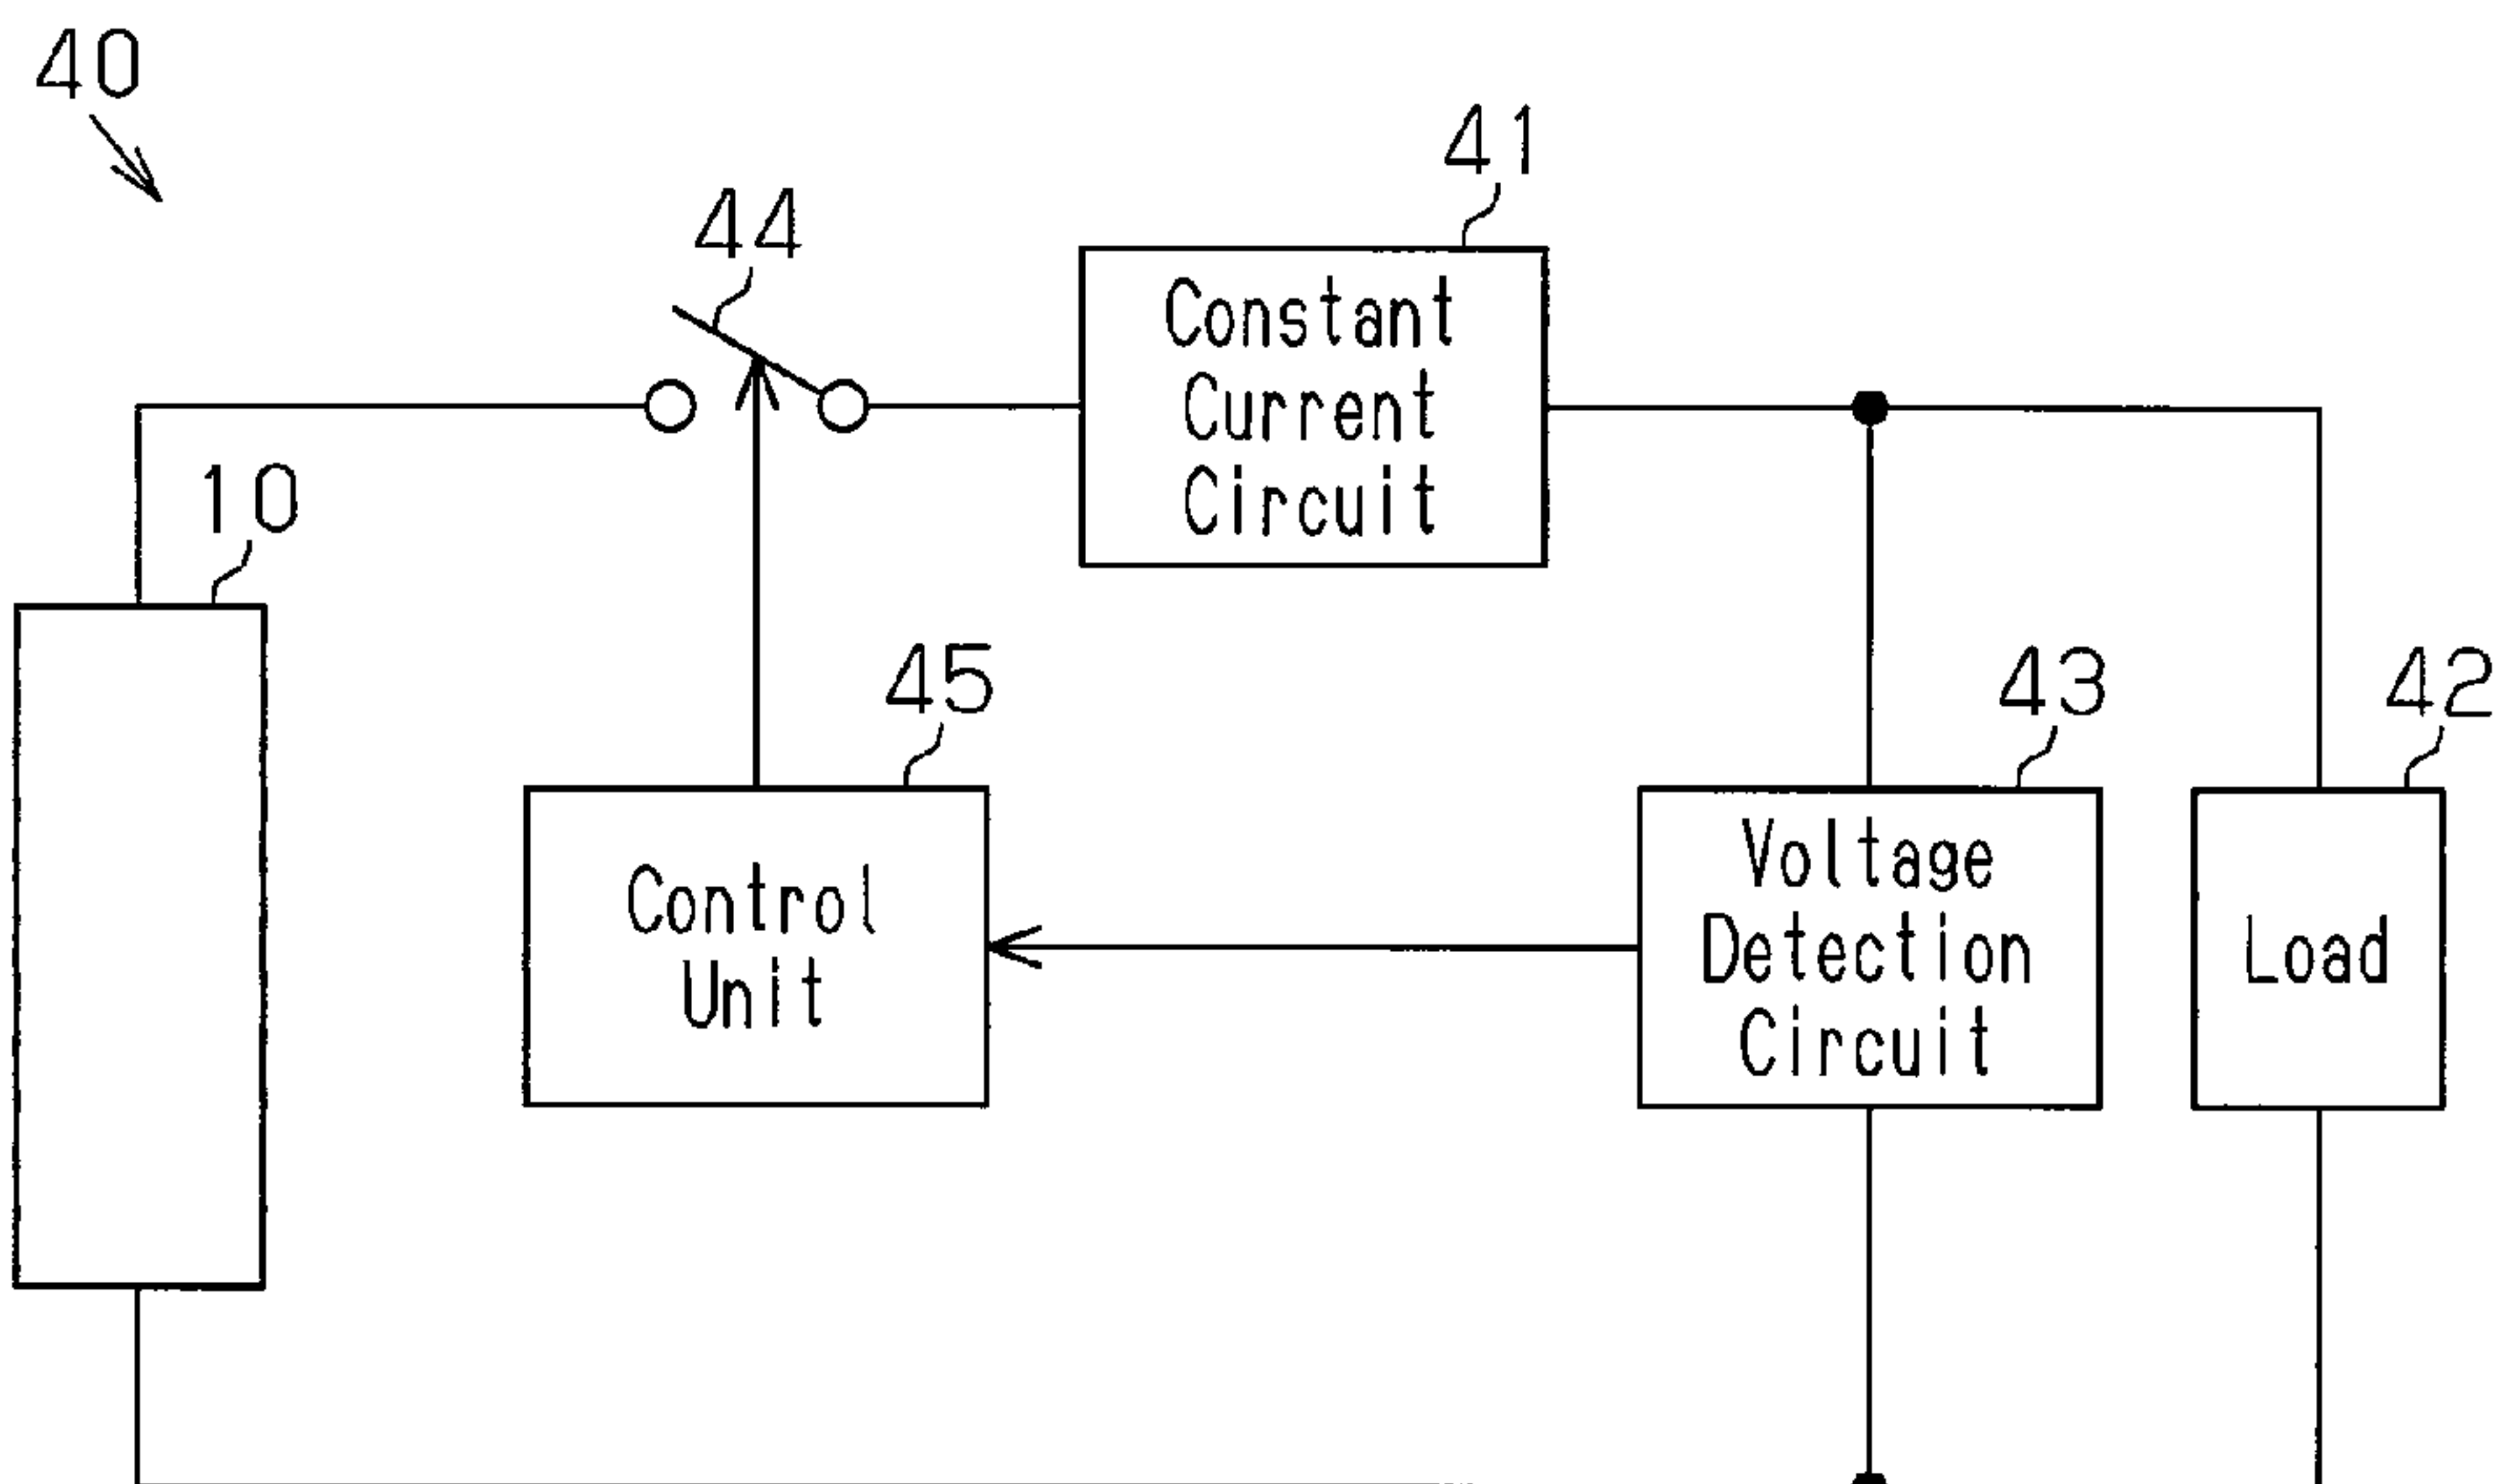 40
41
44
Constant
Current
Circuit
10
45
43
42
Control
Unit
Voltage
Detection
Circuit
Load